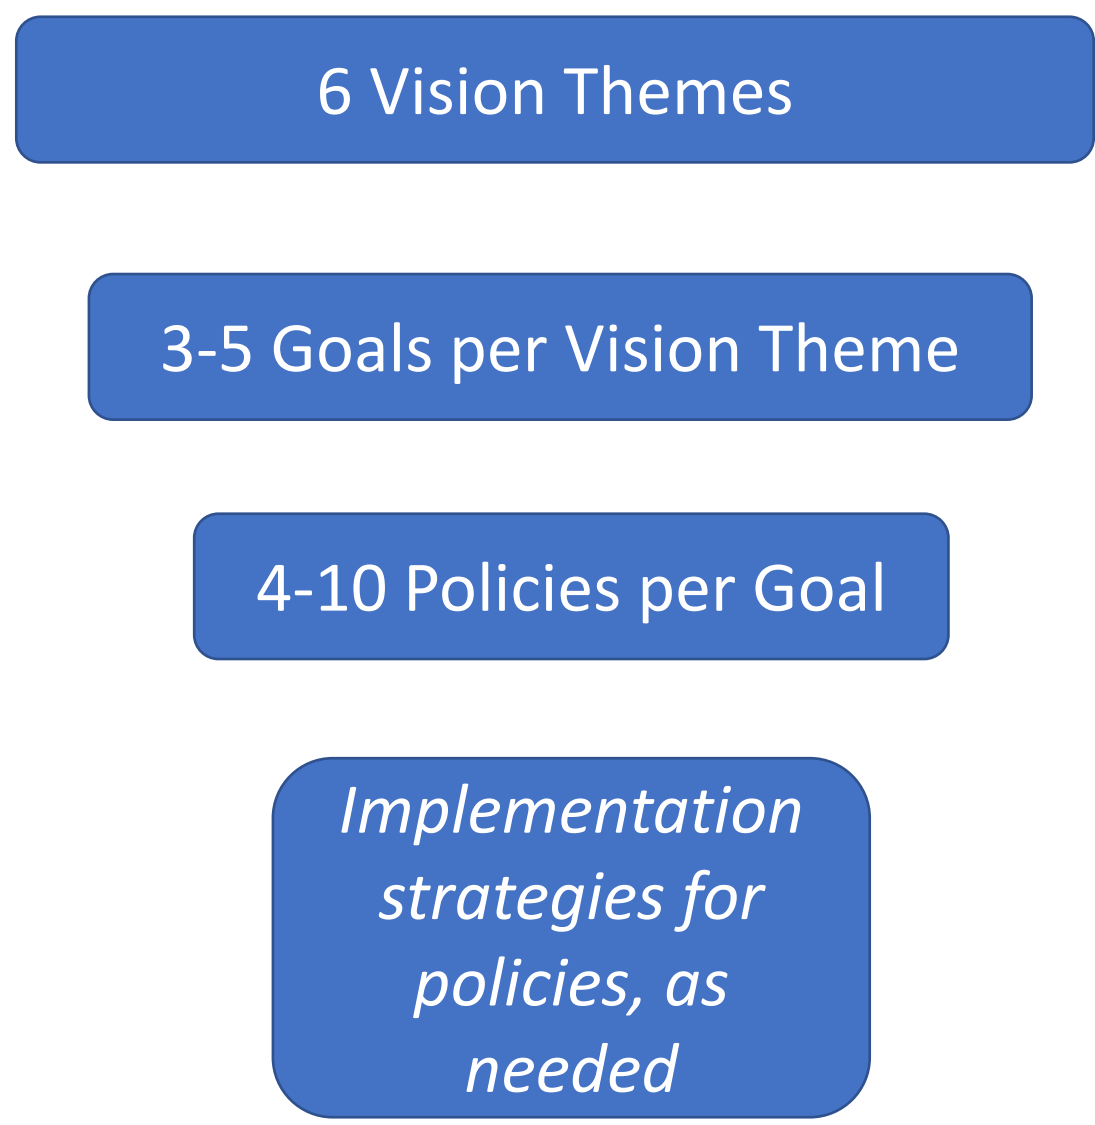 6 Vision Themes
3-5 Goals per Vision Theme
4-10 Policies per Goal
Implementation
strategies for
policies, as
needed